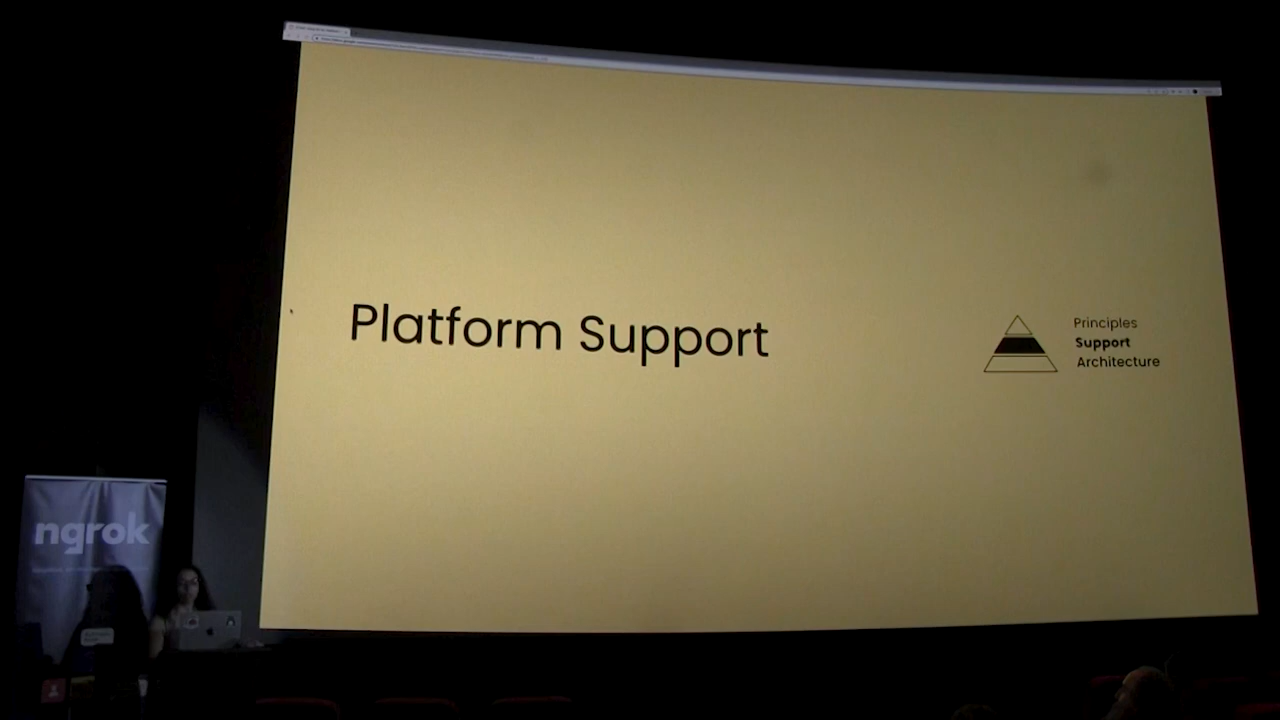 Platform Support
Principles
Support
Architecture
ngrok